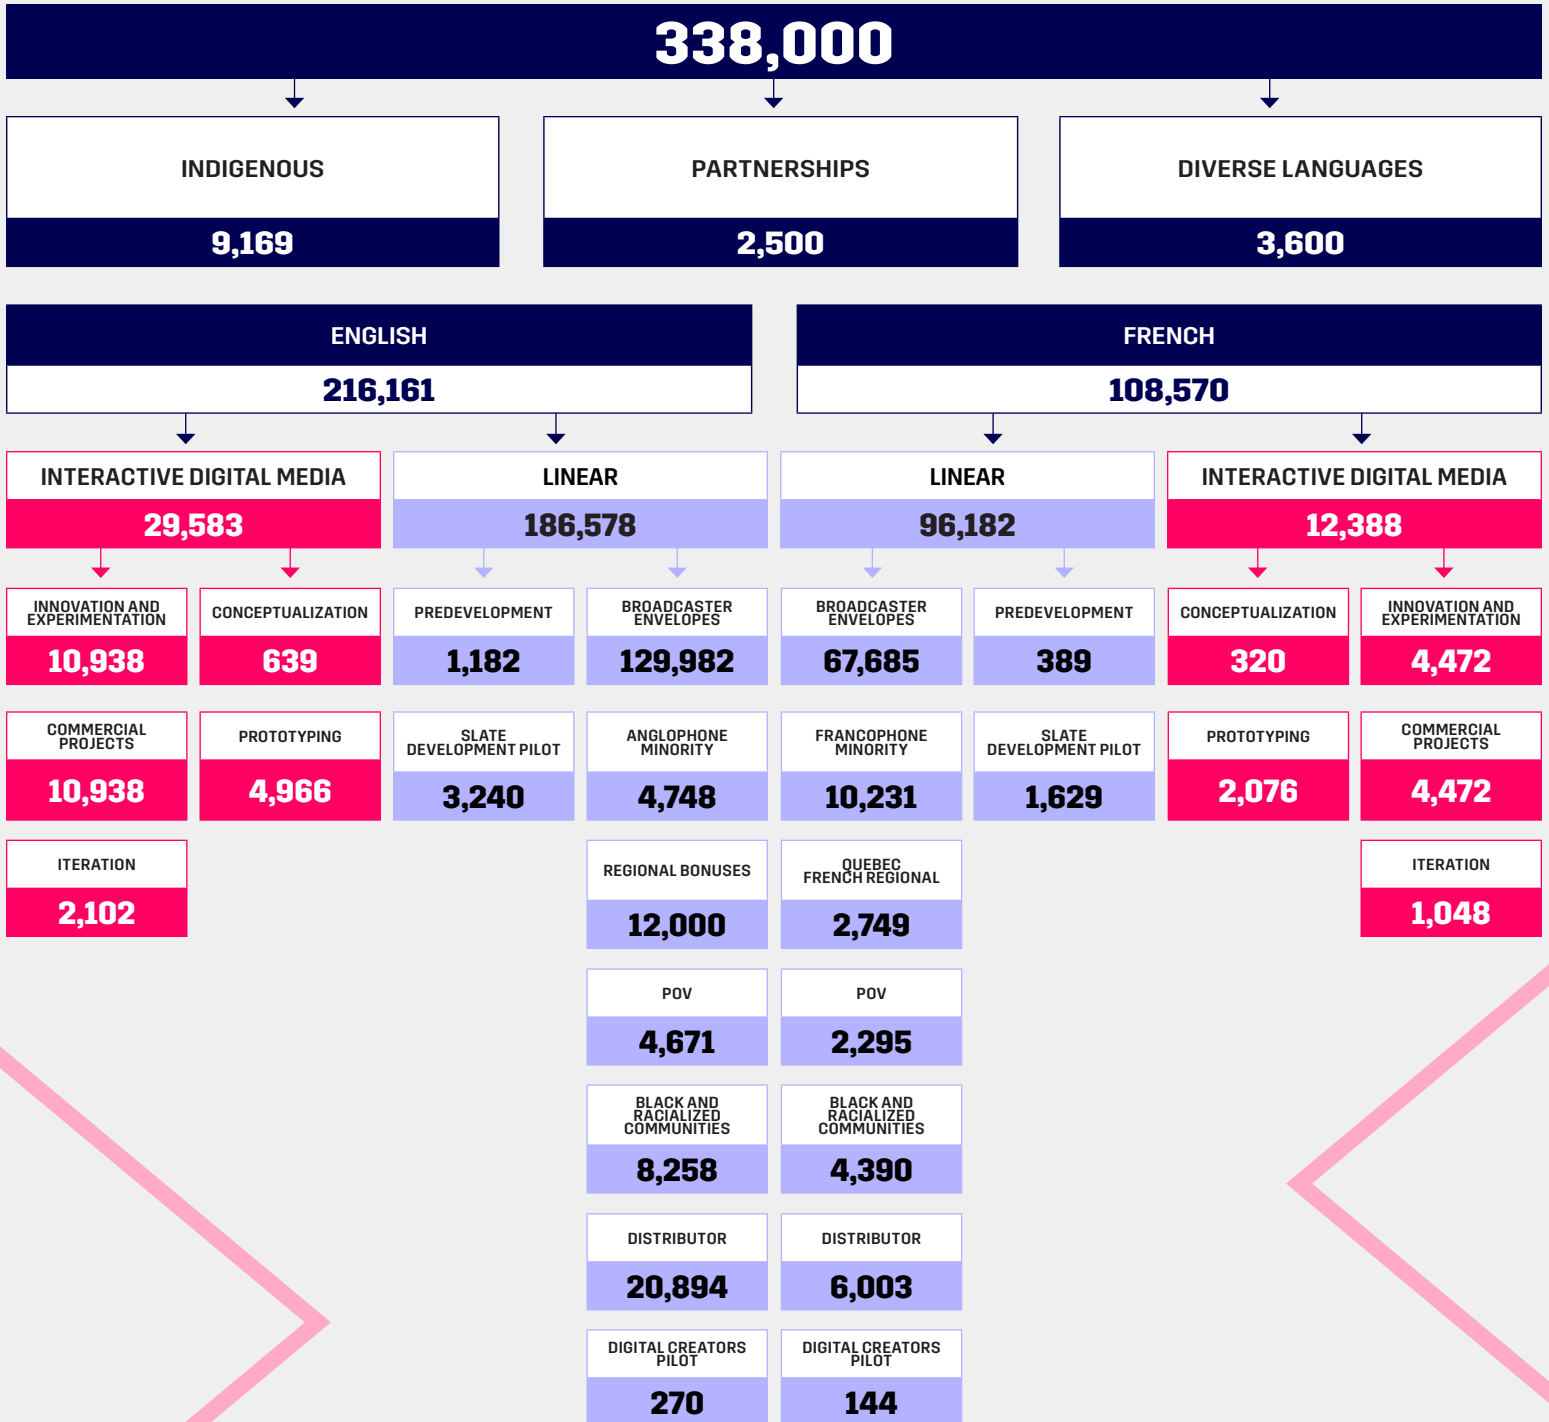 338,000
INDIGENOUS
9,169
PARTNERSHIPS
2,500
DIVERSE LANGUAGES
3,600
ENGLISH
216,161
FRENCH
108,570
INTERACTIVE DIGITAL MEDIA
29,583
LINEAR
186,578
LINEAR
96,182
INTERACTIVE DIGITAL MEDIA
12,388
INNOVATION AND
EXPERIMENTATION
10,938
CONCEPTUALIZATION
639
PREDEVELOPMENT
1,182
BROADCASTER
ENVELOPES
129,982
BROADCASTER
ENVELOPES
67,685
PREDEVELOPMENT
389
CONCEPTUALIZATION
320
INNOVATION AND
EXPERIMENTATION
4,472
COMMERCIAL
PROJECTS
10,938
PROTOTYPING
4,966
SLATE
DEVELOPMENT PILOT
3,240
ANGLOPHONE
MINORITY
4,748
FRANCOPHONE
MINORITY
10,231
SLATE
DEVELOPMENT PILOT
1,629
PROTOTYPING
2,076
COMMERCIAL
PROJECTS
4,472
ITERATION
2,102
REGIONAL BONUSES
12,000
QUEBEC
FRENCH REGIONAL
2,749
ITERATION
1,048
POV
4,671
POV
2,295
BLACK AND
RACIALIZED
COMMUNITIES
8,258
BLACK AND
RACIALIZED
COMMUNITIES
4,390
DISTRIBUTOR
20,894
DISTRIBUTOR
6,003
DIGITAL CREATORS
PILOT
270
DIGITAL CREATORS
PILOT
144